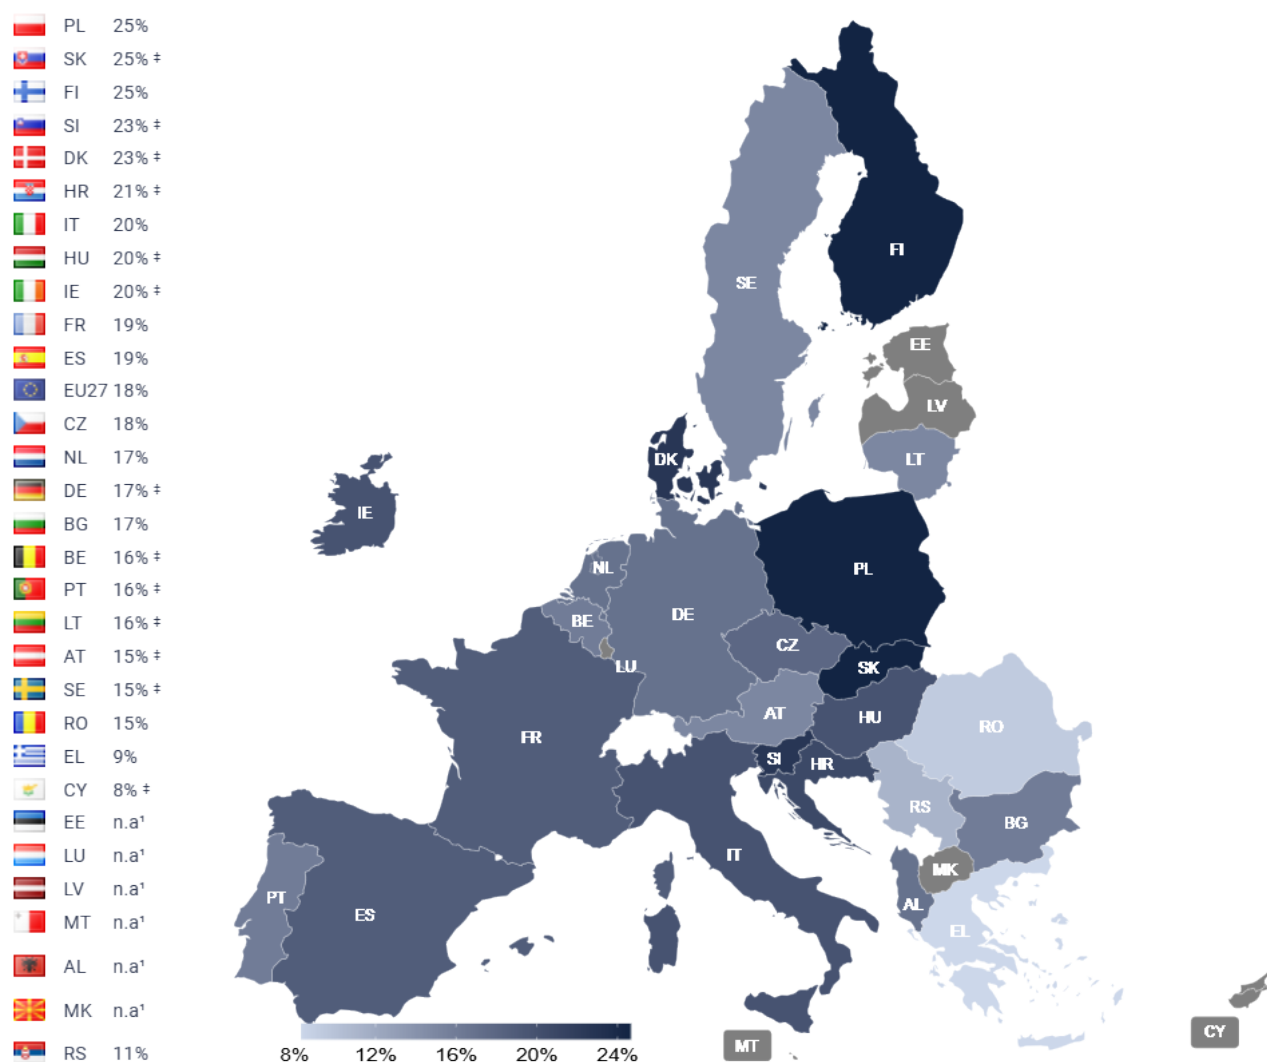 PL 25%
SK 25% ‡
FI 25%
SI 23% ‡
DK 23% ‡
HR 21% ‡
IT 20%
HU 20% ‡
IE 20% ‡
FR 19%
ES 19%
EU27 18%
CZ 18%
NL 17%
DE 17% ‡
BG 17%
BE 16% ‡
PT 16% ‡
LT 16% ‡
AT 15% ‡
SE 15% ‡
RO 15%
EL 9%
CY 8% ‡
EE n.a¹
LU n.a¹
LV n.a¹
MT n.a¹
AL n.a¹
MK n.a¹
RS 11%
FI
SE
EE
LV
DK
LT
IE
NL
PL
BE
DE
CZ
LU
SK
AT
HU
FR
RO
SI
HR
RS
BG
IT
MK
PT
AL
ES
EL
CY
MT
8% 12% 16% 20% 24%